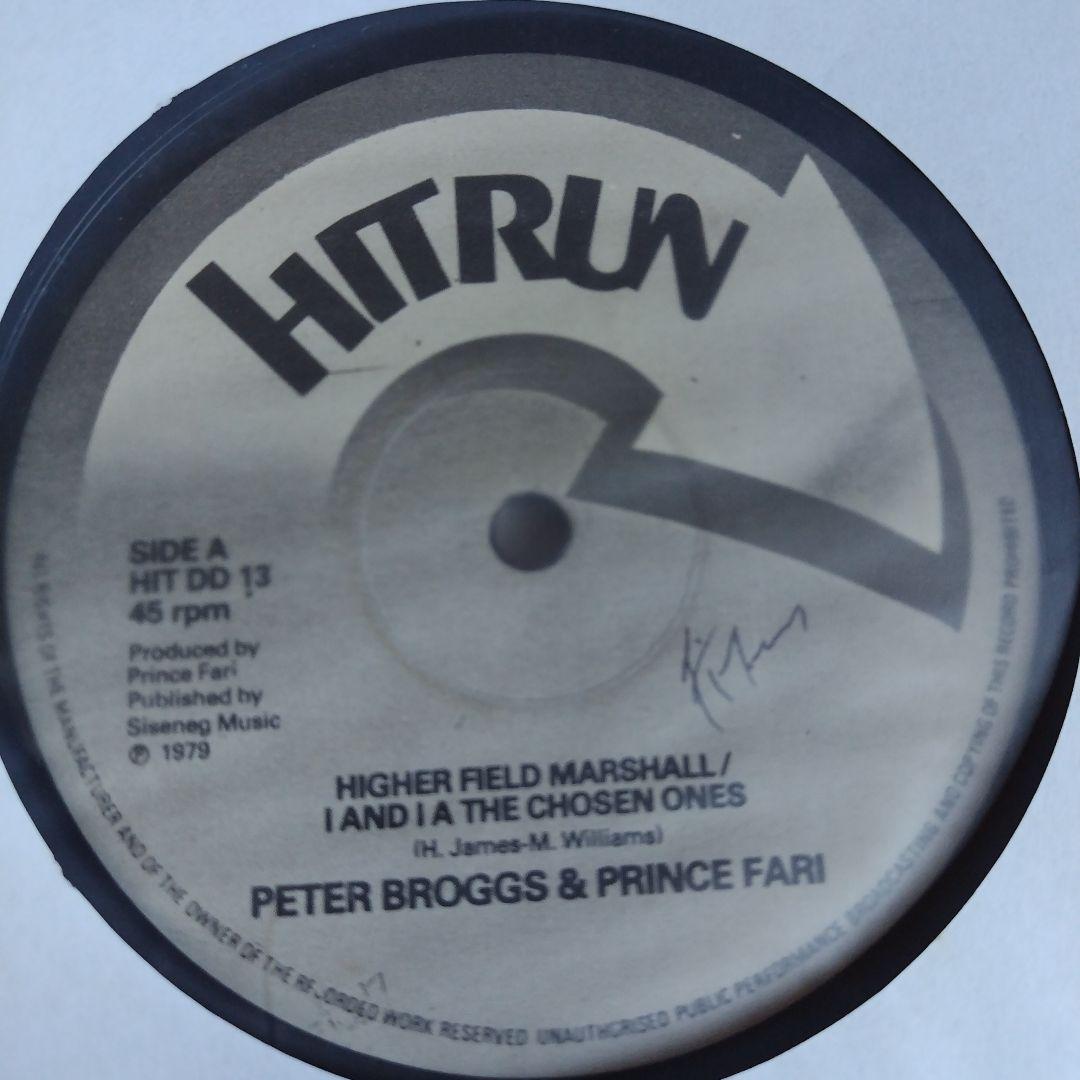 HIT RUN
SIDE A
HIT DD 13
45 rpm
Produced by
Prince Fari
Published by
Siseneg Music
℗ 1979
HIGHER FIELD MARSHALL /
I AND I A THE CHOSEN ONES
(H. James-M. Williams)
PETER BROGGS & PRINCE FARI
ALL RIGHTS OF THE MANUFACTURER AND OF THE OWNER OF THE RECORDED WORK RESERVED UNAUTHORISED PUBLIC PERFORMANCE BROADCASTING AND COPYING OF THIS RECORD PROHIBITED